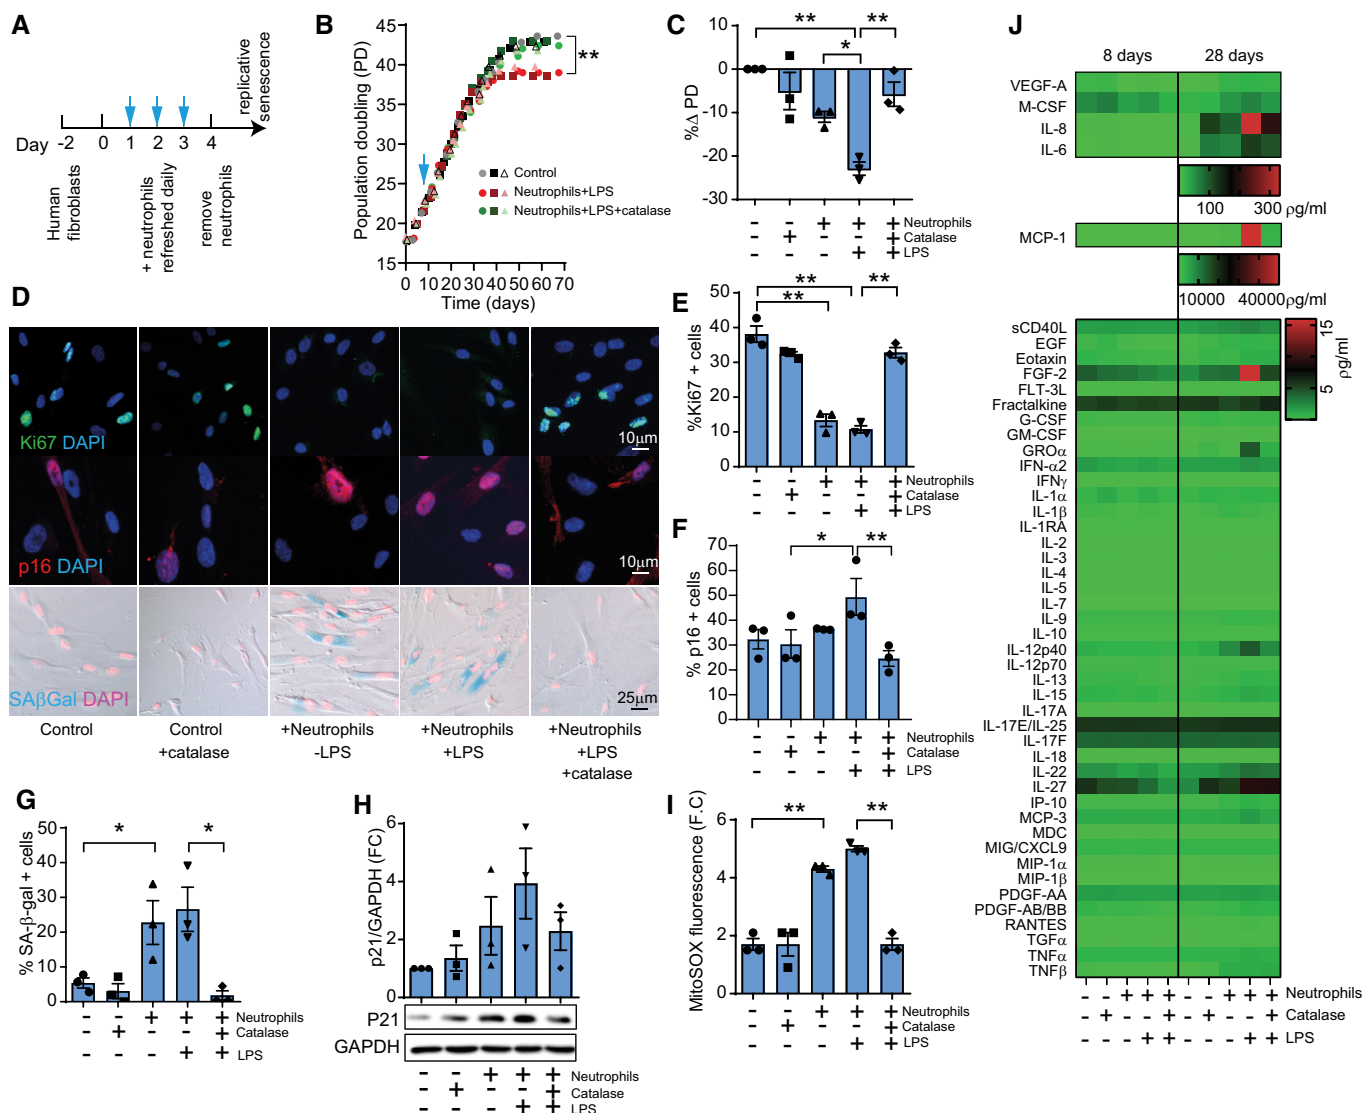 A
Day
-2
0
1
2
3
4
Human
fibroblasts
+ neutrophils
refreshed daily
remove
neutrophils
replicative
senescence
B
Population doubling (PD)
45
40
35
30
25
20
15
0 10 20 30 40 50 60 70
Time (days)
**
Control
Neutrophils+LPS
Neutrophils+LPS+catalase
C
%Δ PD
10
0
-10
-20
-30
** **
*
- - + + + Neutrophils
- + - - + Catalase
- - - + + LPS
D
Ki67 DAPI
10μm
p16 DAPI
10μm
SAβGal DAPI
25μm
Control
Control
+catalase
+Neutrophils
-LPS
+Neutrophils
+LPS
+Neutrophils
+LPS
+catalase
E
%Ki67 + cells
50
40
30
20
10
0
** **
**
- - + + + Neutrophils
- + - - + Catalase
- - - + + LPS
F
% p16 + cells
70
60
50
40
30
20
10
0
* **
- - + + + Neutrophils
- + - - + Catalase
- - - + + LPS
G
% SA-β-gal + cells
50
40
30
20
10
0
* *
- - + + + Neutrophils
- + - - + Catalase
- - - + + LPS
H
p21/GAPDH (FC)
6
4
2
0
P21
GAPDH
- - + + + Neutrophils
- + - - + Catalase
- - - + + LPS
I
MitoSOX fluorescence (F.C)
6
4
2
0
** **
- - + + + Neutrophils
- + - - + Catalase
- - - + + LPS
J
8 days 28 days
VEGF-A
M-CSF
IL-8
IL-6
100 300 ρg/ml
MCP-1
10000 40000 ρg/ml
15
5
ρg/ml
sCD40L
EGF
Eotaxin
FGF-2
FLT-3L
Fractalkine
G-CSF
GM-CSF
GROα
IFN-α2
IFNγ
IL-1α
IL-1β
IL-1RA
IL-2
IL-3
IL-4
IL-5
IL-7
IL-9
IL-10
IL-12p40
IL-12p70
IL-13
IL-15
IL-17A
IL-17E/IL-25
IL-17F
IL-18
IL-22
IL-27
IP-10
MCP-3
MDC
MIG/CXCL9
MIP-1α
MIP-1β
PDGF-AA
PDGF-AB/BB
RANTES
TGFα
TNFα
TNFβ
- - + + + - - + + + Neutrophils
- + - - + - + - - + Catalase
- - - + + - - - + + LPS